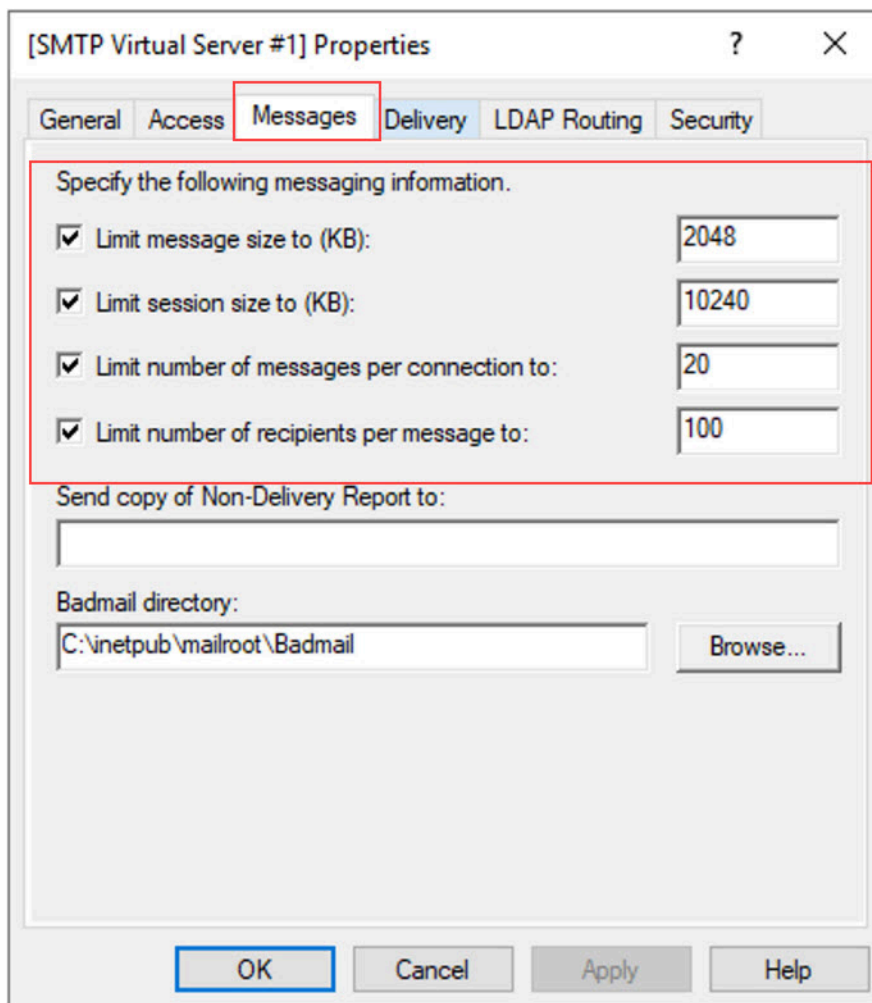 [SMTP Virtual Server #1] Properties ? ×
General Access Messages Delivery LDAP Routing Security
Specify the following messaging information.
Limit message size to (KB): 2048
Limit session size to (KB): 10240
Limit number of messages per connection to: 20
Limit number of recipients per message to: 100
Send copy of Non-Delivery Report to:
Badmail directory:
C:\inetpub\mailroot\Badmail Browse...
OK Cancel Apply Help